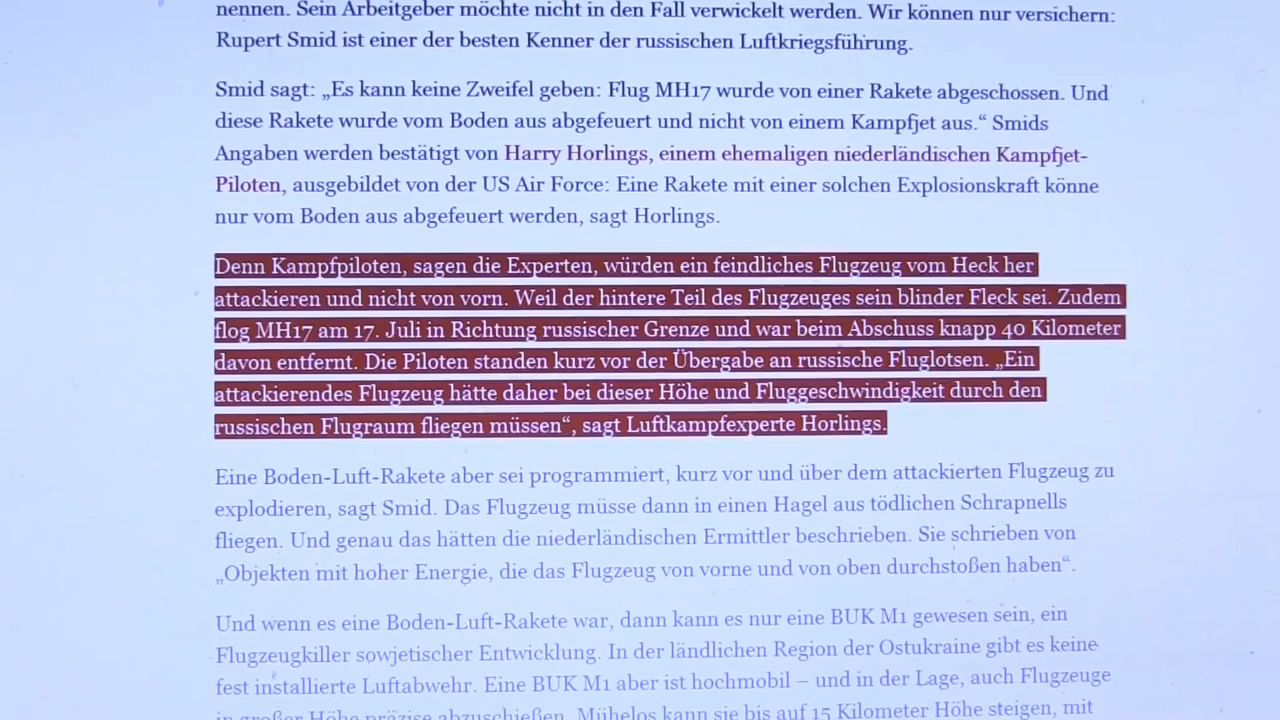 nennen. Sein Arbeitgeber möchte nicht in den Fall verwickelt werden. Wir können nur versichern:
Rupert Smid ist einer der besten Kenner der russischen Luftkriegsführung.
Smid sagt: „Es kann keine Zweifel geben: Flug MH17 wurde von einer Rakete abgeschossen. Und
diese Rakete wurde vom Boden aus abgefeuert und nicht von einem Kampfjet aus.“ Smids
Angaben werden bestätigt von Harry Horlings, einem ehemaligen niederländischen Kampfjet-
Piloten, ausgebildet von der US Air Force: Eine Rakete mit einer solchen Explosionskraft könne
nur vom Boden aus abgefeuert werden, sagt Horlings.
Denn Kampfpiloten, sagen die Experten, würden ein feindliches Flugzeug vom Heck her
attackieren und nicht von vorn. Weil der hintere Teil des Flugzeuges sein blinder Fleck sei. Zudem
flog MH17 am 17. Juli in Richtung russischer Grenze und war beim Abschuss knapp 40 Kilometer
davon entfernt. Die Piloten standen kurz vor der Übergabe an russische Fluglotsen. „Ein
attackierendes Flugzeug hätte daher bei dieser Höhe und Fluggeschwindigkeit durch den
russischen Flugraum fliegen müssen“, sagt Luftkampfexperte Horlings.
Eine Boden-Luft-Rakete aber sei programmiert, kurz vor und über dem attackierten Flugzeug zu
explodieren, sagt Smid. Das Flugzeug müsse dann in einen Hagel aus tödlichen Schrapnells
fliegen. Und genau das hätten die niederländischen Ermittler beschrieben. Sie schrieben von
„Objekten mit hoher Energie, die das Flugzeug von vorne und von oben durchstoßen haben“.
Und wenn es eine Boden-Luft-Rakete war, dann kann es nur eine BUK M1 gewesen sein, ein
Flugzeugkiller sowjetischer Entwicklung. In der ländlichen Region der Ostukraine gibt es keine
fest installierte Luftabwehr. Eine BUK M1 aber ist hochmobil – und in der Lage, auch Flugzeuge
in großer Höhe präzise abzuschießen. Mühelos kann sie bis auf 15 Kilometer Höhe steigen, mit